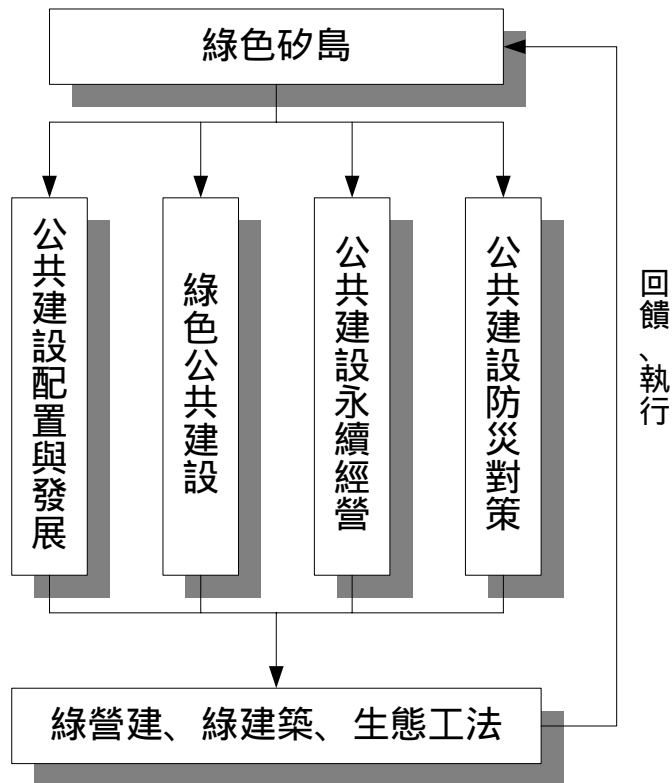 綠色矽島
公共建設配置與發展
綠色公共建設
公共建設永續經營
公共建設防災對策
回饋、執行
綠營建、綠建築、生態工法